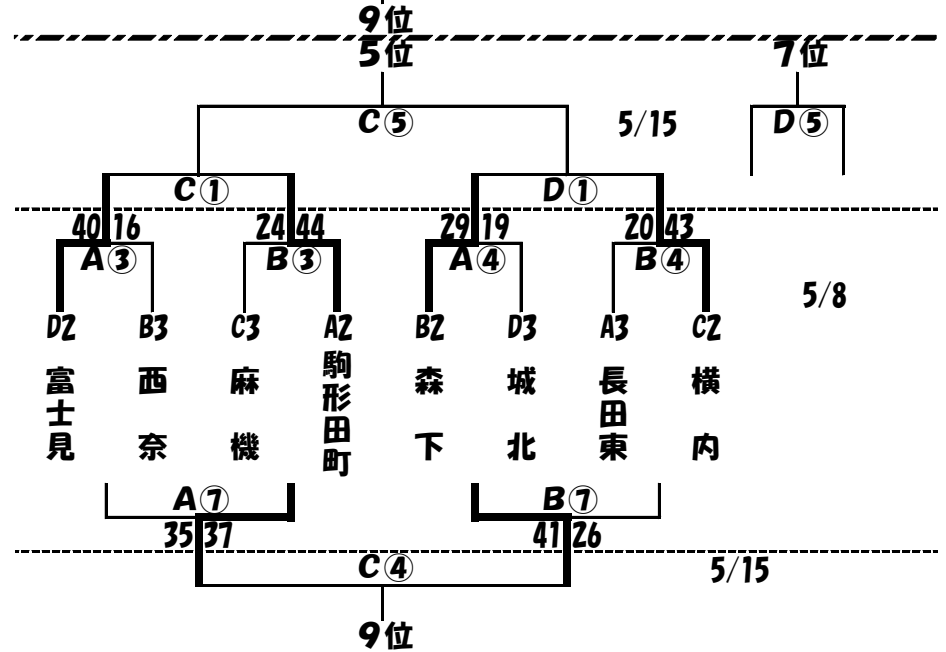 9位
5位 7位
C⑤ 5/15 D⑤
C① D①
40 16 24 44 29 19 20 43
A③ B③ A④ B④
5/8
D2 B3 C3 A2 B2 D3 A3 C2
富士見 西奈 麻機 駒形田町 森下 城北 長田東 横内
A⑦ B⑦
35 37 41 26
C④ 5/15
9位